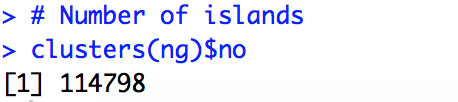 > # Number of islands
> clusters(ng)$no
[1] 114798